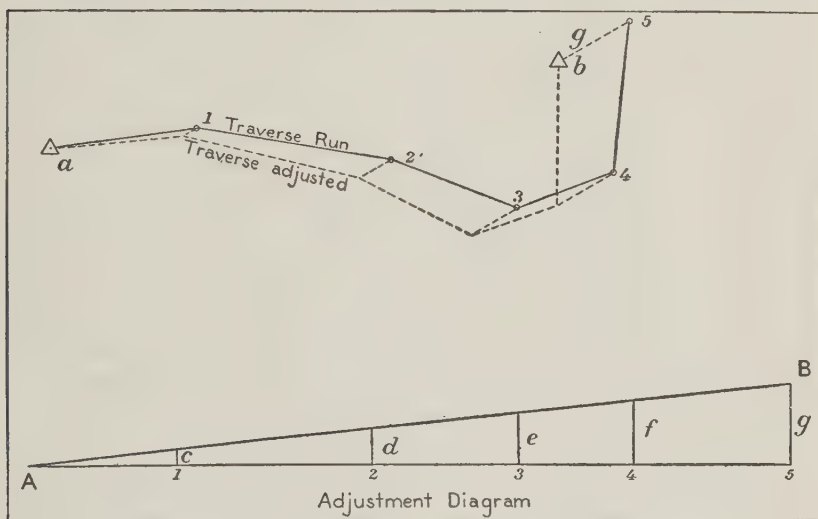 5
g
b
1 Traverse Run
a
Traverse adjusted
2'
3
4
B
c
d
e
f
g
A
1
2
3
4
5
Adjustment Diagram